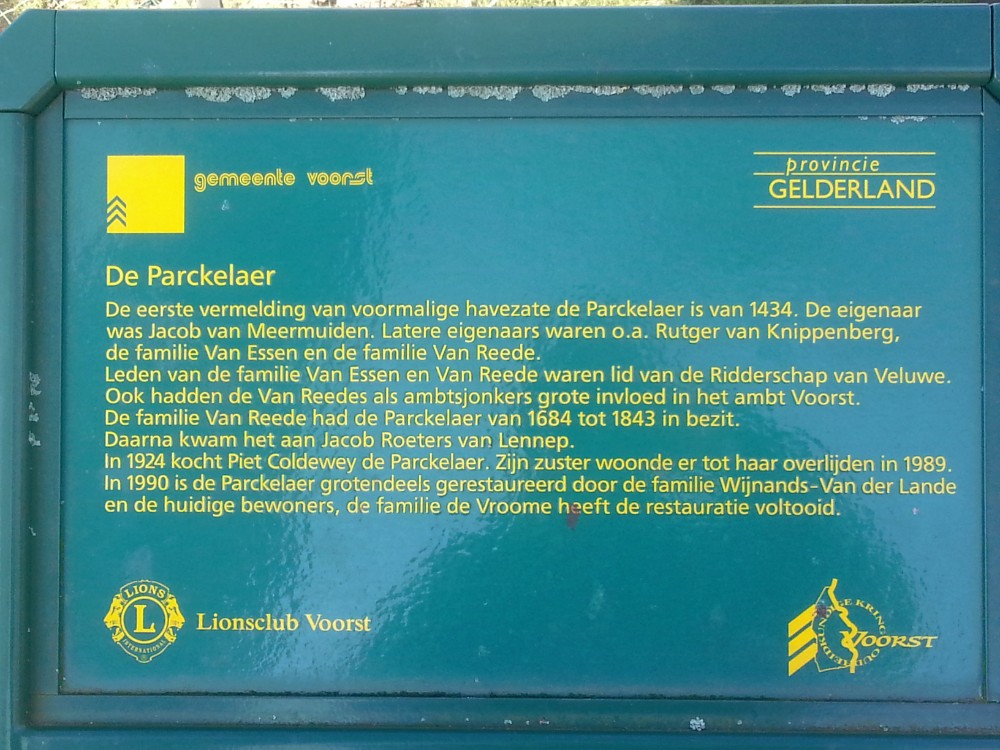 gemeente voorst
provincie
GELDERLAND
De Parckelaer
De eerste vermelding van voormalige havezate de Parckelaer is van 1434. De eigenaar
was Jacob van Meermuiden. Latere eigenaars waren o.a. Rutger van Knippenberg,
de familie Van Essen en de familie Van Reede.
Leden van de familie Van Essen en Van Reede waren lid van de Ridderschap van Veluwe.
Ook hadden de Van Reedes als ambtsjonkers grote invloed in het ambt Voorst.
De familie Van Reede had de Parckelaer van 1684 tot 1843 in bezit.
Daarna kwam het aan Jacob Roeters van Lennep.
In 1924 kocht Piet Coldewey de Parckelaer. Zijn zuster woonde er tot haar overlijden in 1989.
In 1990 is de Parckelaer grotendeels gerestaureerd door de familie Wijnands-Van der Lande
en de huidige bewoners, de familie de Vroome heeft de restauratie voltooid.
LIONS
L
INTERNATIONAL
Lionsclub Voorst
OUDHEIDKUNDIGE KRING
VOORST